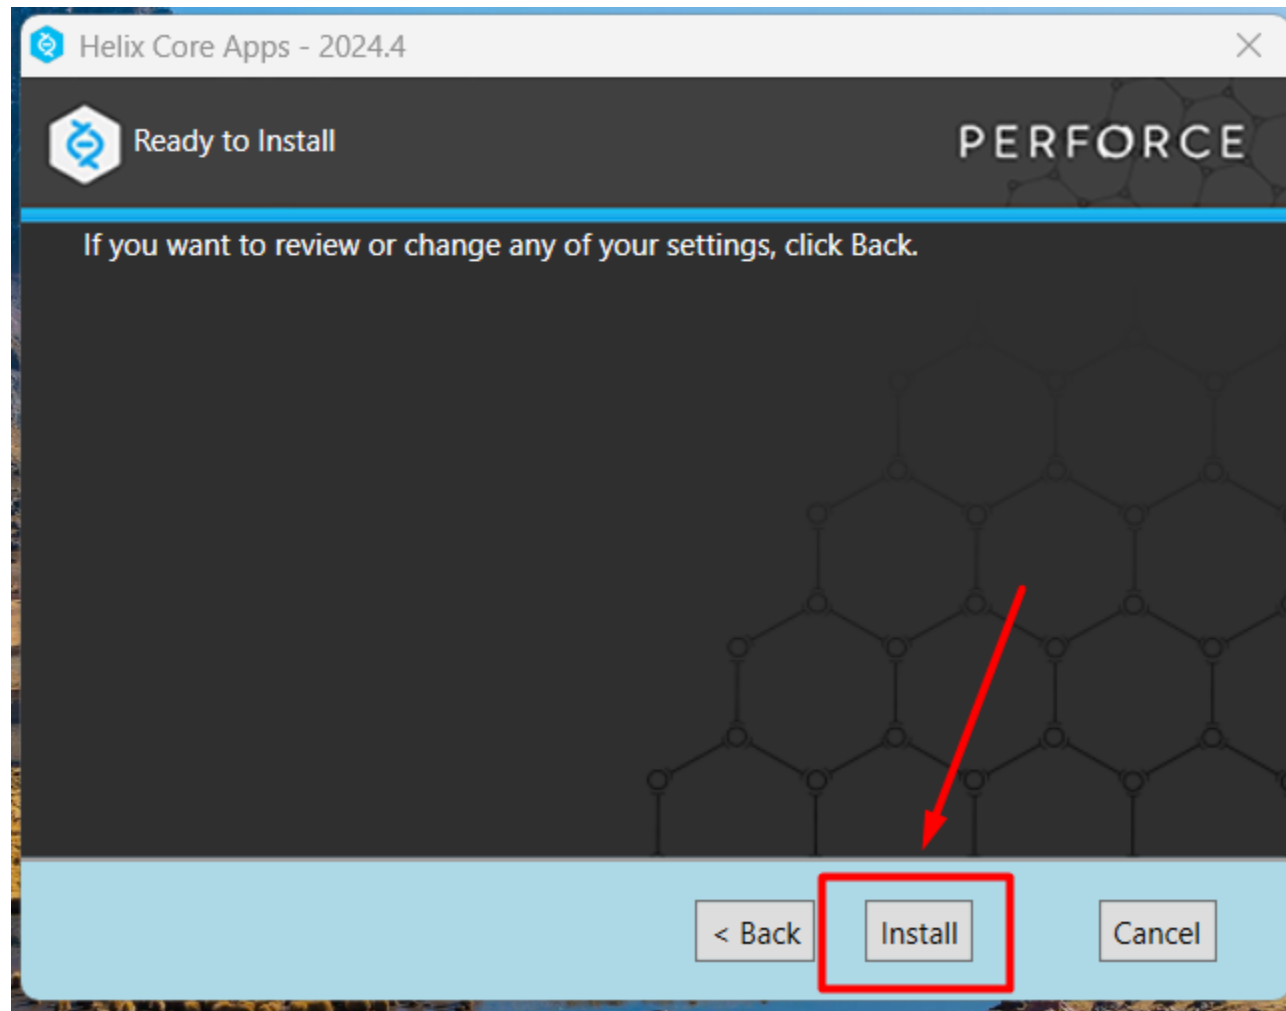 Helix Core Apps - 2024.4
Ready to Install
PERFORCE
If you want to review or change any of your settings, click Back.
< Back
Install
Cancel